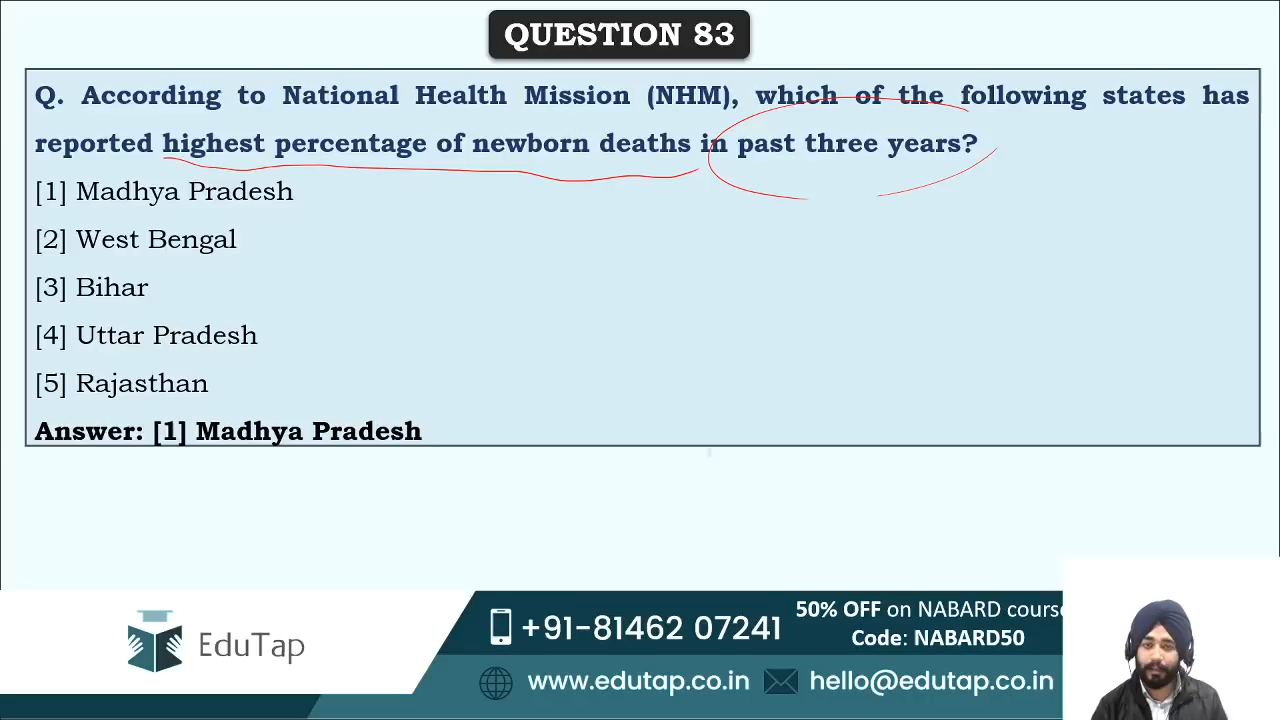 QUESTION 83
Q. According to National Health Mission (NHM), which of the following states has
reported highest percentage of newborn deaths in past three years?
[1] Madhya Pradesh
[2] West Bengal
[3] Bihar
[4] Uttar Pradesh
[5] Rajasthan
Answer: [1] Madhya Pradesh
EduTap
+91-81462 07241
50% OFF on NABARD course
Code: NABARD50
www.edutap.co.in
hello@edutap.co.in